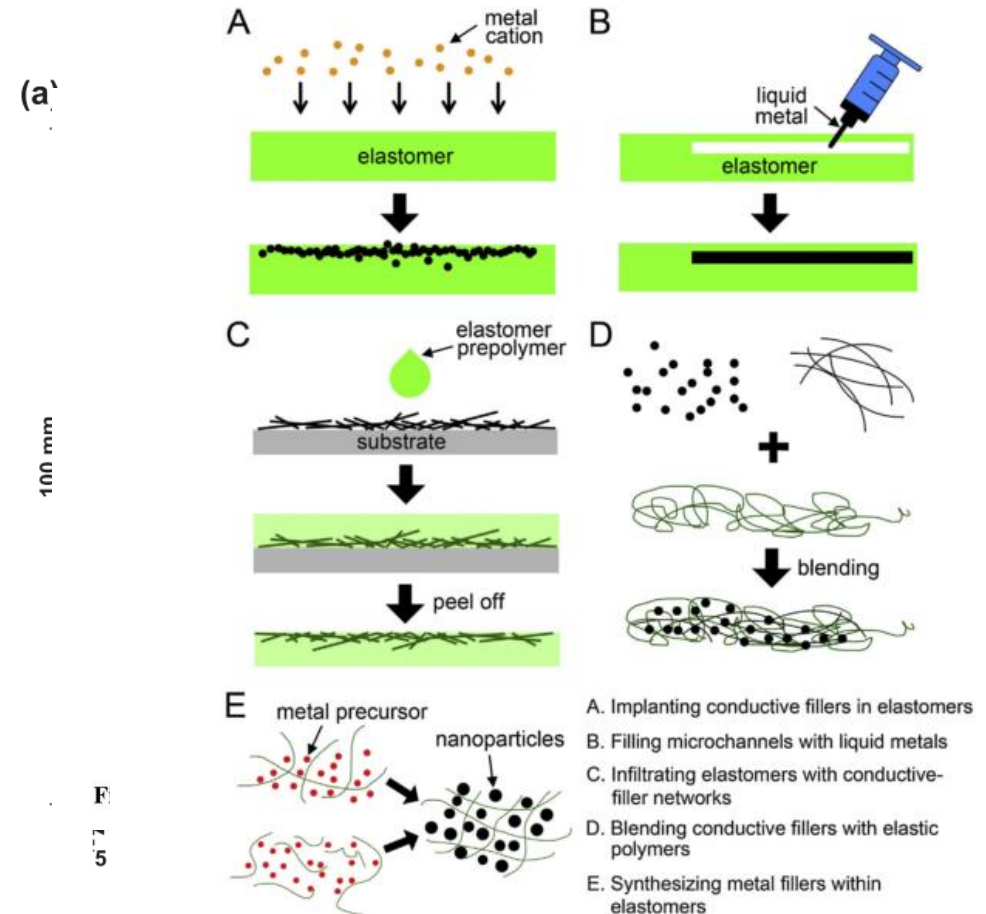 (a)
100 mm
A
metal
cation
elastomer
B
liquid
metal
elastomer
C
elastomer
prepolymer
substrate
peel off
D
blending
E
metal precursor
nanoparticles
A. Implanting conductive fillers in elastomers
B. Filling microchannels with liquid metals
C. Infiltrating elastomers with conductive-
filler networks
D. Blending conductive fillers with elastic
polymers
E. Synthesizing metal fillers within
elastomers
5